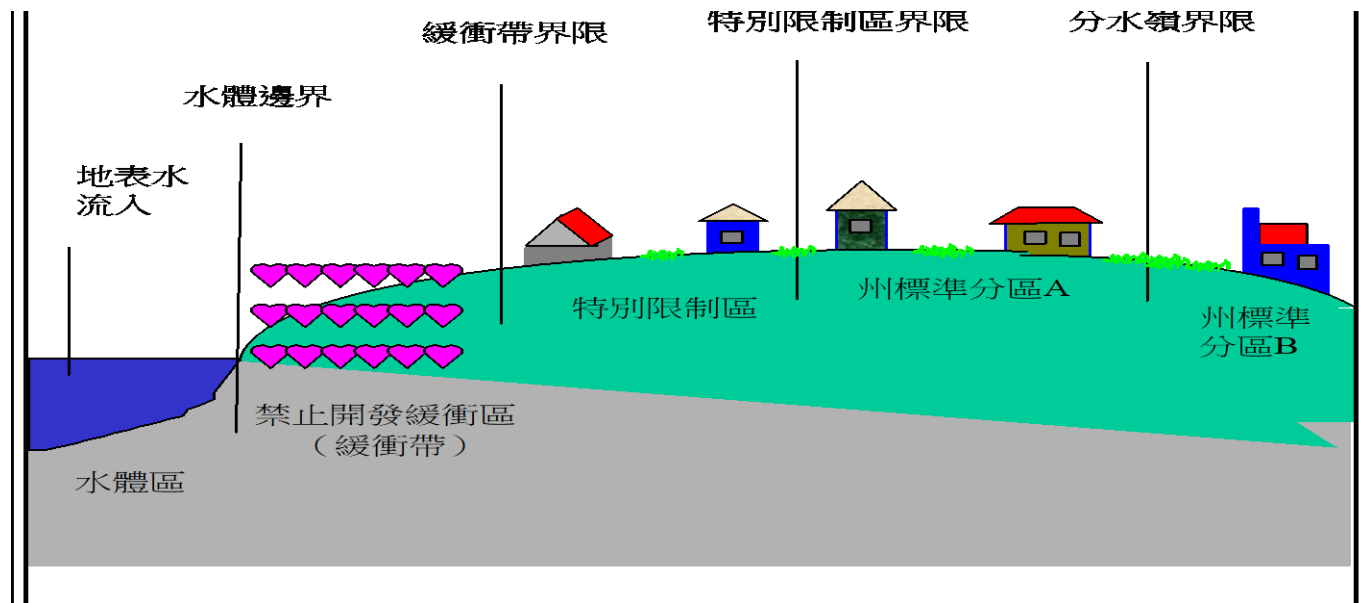 緩衝帶界限
特別限制區界限
分水嶺界限
水體邊界
地表水
流入
特別限制區
州標準分區A
州標準
分區B
禁止開發緩衝區
（緩衝帶）
水體區